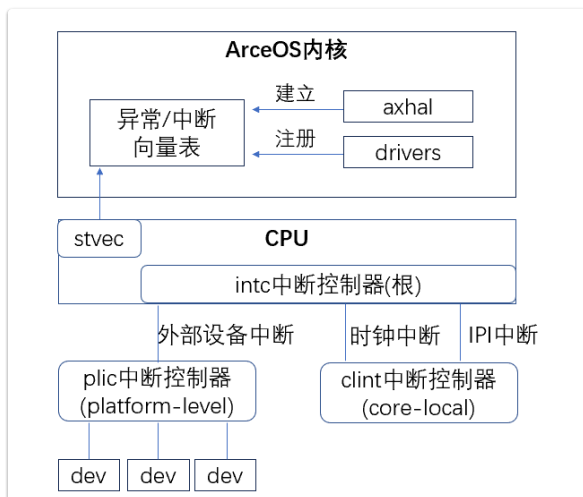 ArceOS内核
建立
axhal
异常/中断
向量表
注册
drivers
stvec
CPU
intc中断控制器(根)
外部设备中断
时钟中断
IPI中断
plic中断控制器
(platform-level)
clint中断控制器
(core-local)
dev
dev
dev